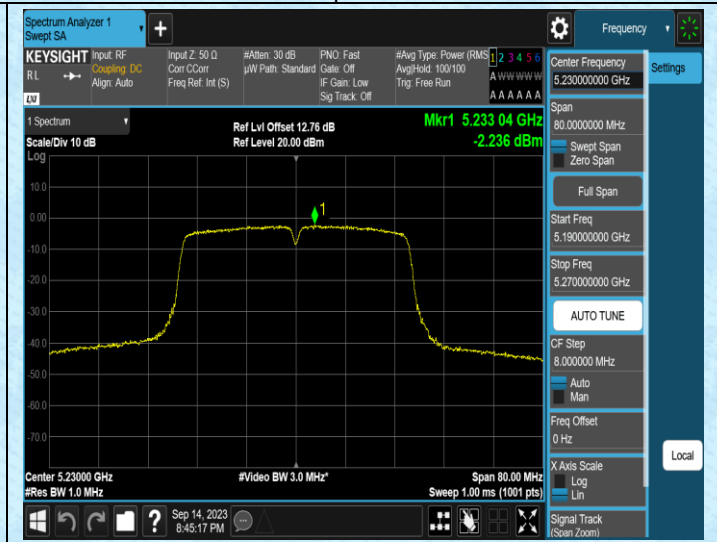 Spectrum Analyzer 1
Swept SA
Frequency
KEYSIGHT
RL
LXI
Input: RF
Coupling: DC
Align: Auto
Input Z: 50 Ω
Corr CCorr
Freq Ref: Int (S)
#Atten: 30 dB
µW Path: Standard
PNO: Fast
Gate: Off
IF Gain: Low
Sig Track: Off
#Avg Type: Power (RMS
Avg|Hold: 100/100
Trig: Free Run
1 2 3 4 5 6
A W W W W W
A A A A A A
1 Spectrum
Scale/Div 10 dB
Log
Ref Lvl Offset 12.76 dB
Ref Level 20.00 dBm
Mkr1 5.233 04 GHz
-2.236 dBm
10.0
0.00
-10.0
-20.0
-30.0
-40.0
-50.0
-60.0
-70.0
1
Center 5.23000 GHz
#Res BW 1.0 MHz
#Video BW 3.0 MHz*
Span 80.00 MHz
Sweep 1.00 ms (1001 pts)
Sep 14, 2023
8:45:17 PM
?
Center Frequency
5.230000000 GHz
Settings
Span
80.0000000 MHz
Swept Span
Zero Span
Full Span
Start Freq
5.190000000 GHz
Stop Freq
5.270000000 GHz
AUTO TUNE
CF Step
8.000000 MHz
Auto
Man
Freq Offset
0 Hz
X Axis Scale
Log
Lin
Local
Signal Track
(Span Zoom)